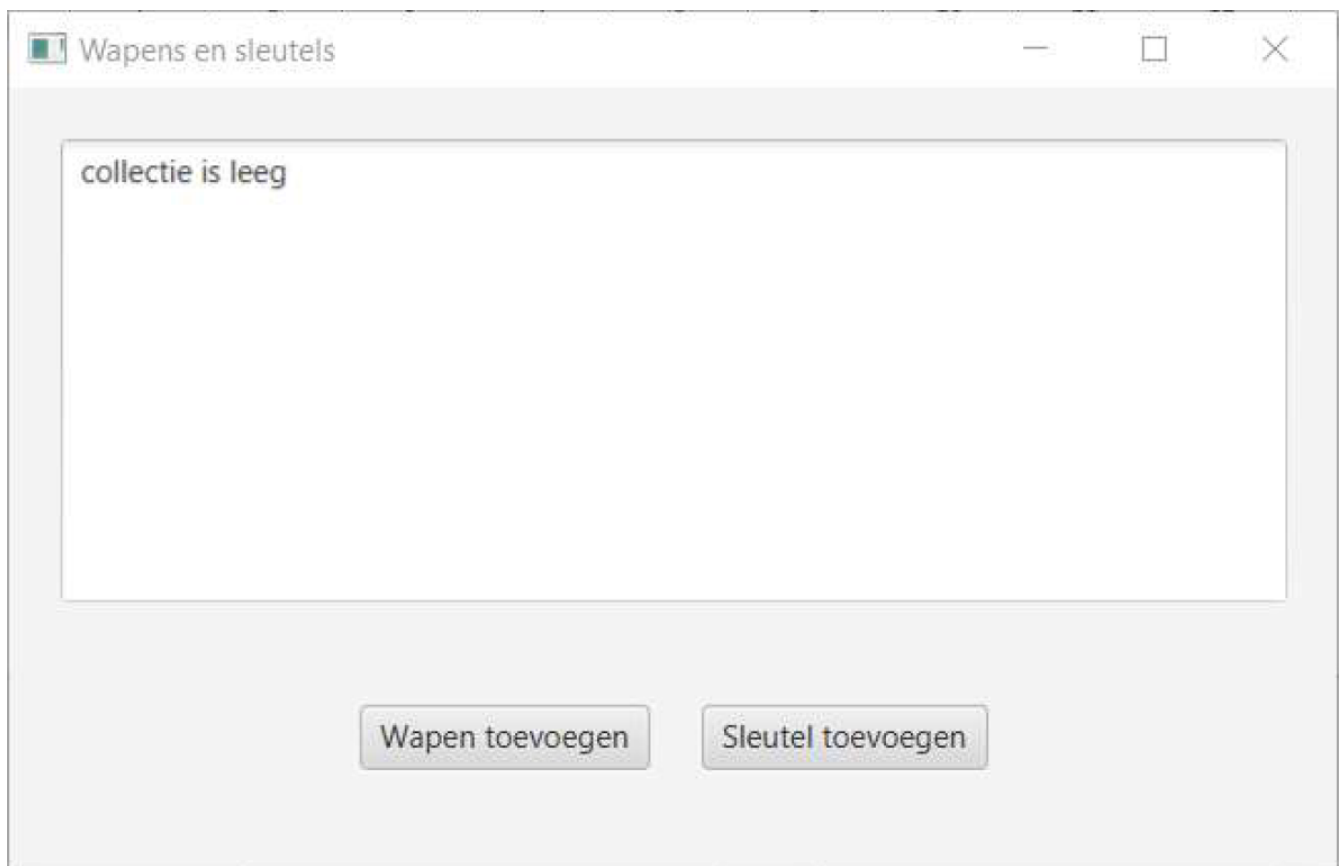 Wapens en sleutels
collectie is leeg
Wapen toevoegen
Sleutel toevoegen